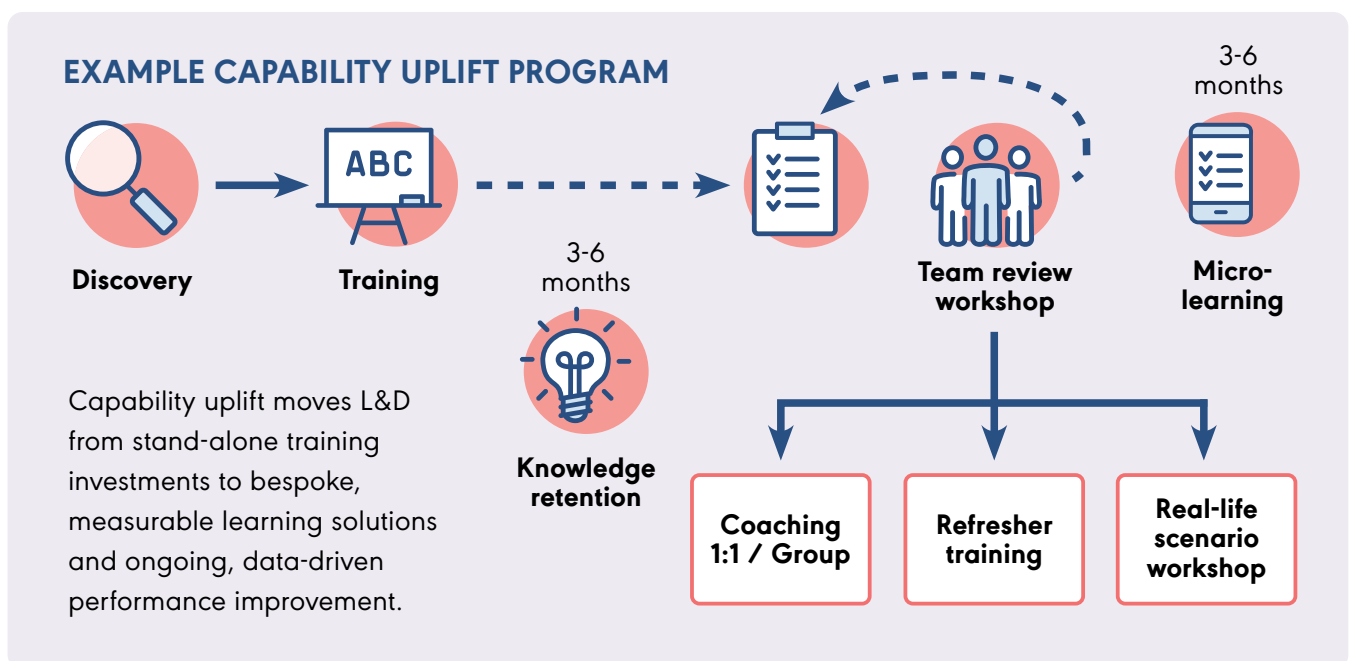 EXAMPLE CAPABILITY UPLIFT PROGRAM
ABC
Discovery
Training
3-6
months
Knowledge
retention
Team review
workshop
3-6
months
Micro-
learning
Capability uplift moves L&D
from stand-alone training
investments to bespoke,
measurable learning solutions
and ongoing, data-driven
performance improvement.
Coaching
1:1 / Group
Refresher
training
Real-life
scenario
workshop